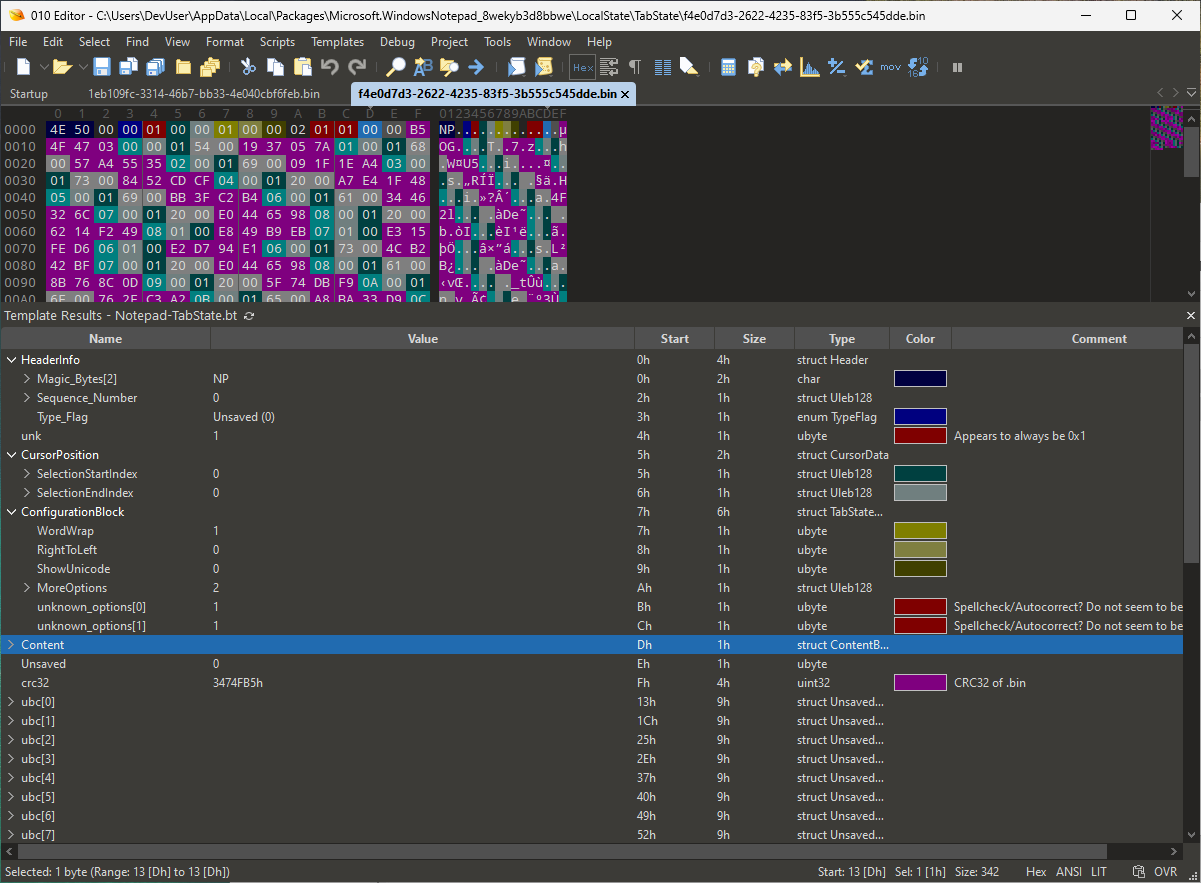 010 Editor - C:\Users\DevUser\AppData\Local\Packages\Microsoft.WindowsNotepad_8wekyb3d8bbwe\LocalState\TabState\f4e0d7d3-2622-4235-83f5-3b555c545dde.bin
File Edit Select Find View Format Scripts Templates Debug Project Tools Window Help
Hex mov
Startup 1eb109fc-3314-46b7-bb33-4e040cbf6feb.bin f4e0d7d3-2622-4235-83f5-3b555c545dde.bin ×
0 1 2 3 4 5 6 7 8 9 A B C D E F 0123456789ABCDEF
0000 4E 50 00 00 01 00 00 01 00 00 02 01 01 00 00 B5 NP.............µ
0010 4F 47 03 00 00 01 54 00 19 37 05 7A 01 00 01 68 OG....T..7.z...h
0020 00 57 A4 55 35 02 00 01 69 00 09 1F 1E A4 03 00 .W¤U5...i....¤..
0030 01 73 00 84 52 CD CF 04 00 01 20 00 A7 E4 1F 48 .s.„RÍÏ... .§ä.H
0040 05 00 01 69 00 BB 3F C2 B4 06 00 01 61 00 34 46 ...i.»?Â´...a.4F
0050 32 6C 07 00 01 20 00 E0 44 65 98 08 00 01 20 00 2l... .àDe˜... .
0060 62 14 F2 49 08 01 00 E8 49 B9 EB 07 01 00 E3 15 b.òI...èI¹ë...ã.
0070 FE D6 06 01 00 E2 D7 94 E1 06 00 01 73 00 4C B2 þÖ...â×”á...s.L²
0080 42 BF 07 00 01 20 00 E0 44 65 98 08 00 01 61 00 B¿... .àDe˜...a.
0090 8B 76 8C 0D 09 00 01 20 00 5F 74 DB F9 0A 00 01 ‹vŒ.... ._tÛù...
00A0 6E 00 76 2E C3 A2 0B 00 01 65 00 A8 BA 33 D9 0C n.v.Ã¢...e.¨º3Ù.
Template Results - Notepad-TabState.bt
Name Value Start Size Type Color Comment
HeaderInfo 0h 4h struct Header
Magic_Bytes[2] NP 0h 2h char
Sequence_Number 0 2h 1h struct Uleb128
Type_Flag Unsaved (0) 3h 1h enum TypeFlag
unk 1 4h 1h ubyte Appears to always be 0x1
CursorPosition 5h 2h struct CursorData
SelectionStartIndex 0 5h 1h struct Uleb128
SelectionEndIndex 0 6h 1h struct Uleb128
ConfigurationBlock 7h 6h struct TabState...
WordWrap 1 7h 1h ubyte
RightToLeft 0 8h 1h ubyte
ShowUnicode 0 9h 1h ubyte
MoreOptions 2 Ah 1h struct Uleb128
unknown_options[0] 1 Bh 1h ubyte Spellcheck/Autocorrect? Do not seem to be
unknown_options[1] 1 Ch 1h ubyte Spellcheck/Autocorrect? Do not seem to be
Content Dh 1h struct ContentB...
Unsaved 0 Eh 1h ubyte
crc32 3474FB5h Fh 4h uint32 CRC32 of .bin
ubc[0] 13h 9h struct Unsaved...
ubc[1] 1Ch 9h struct Unsaved...
ubc[2] 25h 9h struct Unsaved...
ubc[3] 2Eh 9h struct Unsaved...
ubc[4] 37h 9h struct Unsaved...
ubc[5] 40h 9h struct Unsaved...
ubc[6] 49h 9h struct Unsaved...
ubc[7] 52h 9h struct Unsaved...
Selected: 1 byte (Range: 13 [Dh] to 13 [Dh]) Start: 13 [Dh] Sel: 1 [1h] Size: 342 Hex ANSI LIT OVR